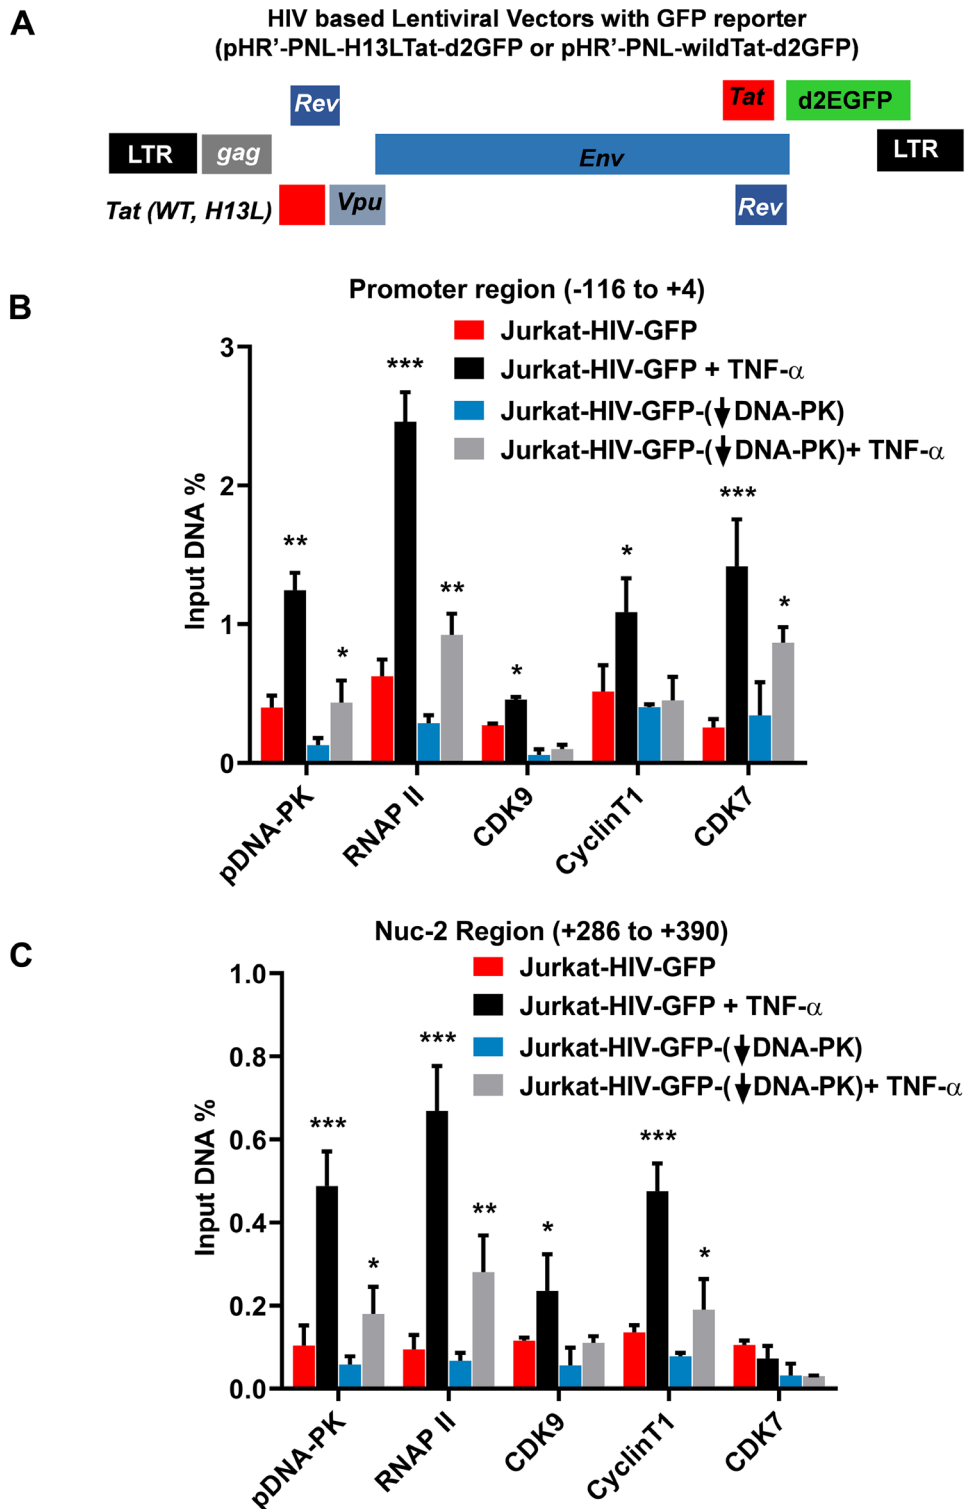 A
HIV based Lentiviral Vectors with GFP reporter
(pHR’-PNL-H13LTat-d2GFP or pHR’-PNL-wildTat-d2GFP)
Rev
Tat
d2EGFP
LTR
gag
Env
LTR
Tat (WT, H13L)
Vpu
Rev
B
Promoter region (-116 to +4)
Jurkat-HIV-GFP
Jurkat-HIV-GFP + TNF-α
Jurkat-HIV-GFP-(↓DNA-PK)
Jurkat-HIV-GFP-(↓DNA-PK)+ TNF-α
Input DNA %
3
2
1
0
**
*
***
**
*
*
***
*
pDNA-PK
RNAP II
CDK9
CyclinT1
CDK7
C
Nuc-2 Region (+286 to +390)
Jurkat-HIV-GFP
Jurkat-HIV-GFP + TNF-α
Jurkat-HIV-GFP-(↓DNA-PK)
Jurkat-HIV-GFP-(↓DNA-PK)+ TNF-α
Input DNA %
1.0
0.8
0.6
0.4
0.2
0.0
***
*
***
**
*
***
*
pDNA-PK
RNAP II
CDK9
CyclinT1
CDK7